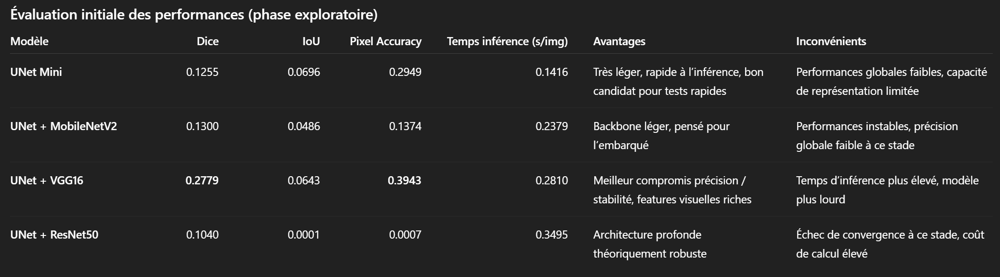 Évaluation initiale des performances (phase exploratoire)
Modèle Dice IoU Pixel Accuracy Temps inférence (s/img) Avantages Inconvénients
UNet Mini 0.1255 0.0696 0.2949 0.1416 Très léger, rapide à l’inférence, bon Performances globales faibles, capacité
candidat pour tests rapides de représentation limitée
UNet + MobileNetV2 0.1300 0.0486 0.1374 0.2379 Backbone léger, pensé pour Performances instables, précision
l’embarqué globale faible à ce stade
UNet + VGG16 0.2779 0.0643 0.3943 0.2810 Meilleur compromis précision / Temps d’inférence plus élevé, modèle
stabilité, features visuelles riches plus lourd
UNet + ResNet50 0.1040 0.0001 0.0007 0.3495 Architecture profonde Échec de convergence à ce stade, coût
théoriquement robuste de calcul élevé